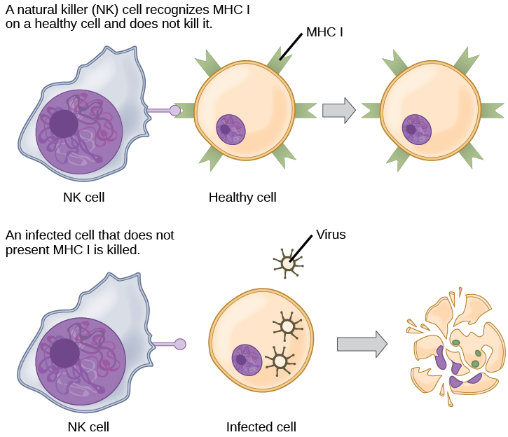 A natural killer (NK) cell recognizes MHC I
on a healthy cell and does not kill it.
MHC I
NK cell
Healthy cell
An infected cell that does not
present MHC I is killed.
Virus
NK cell
Infected cell